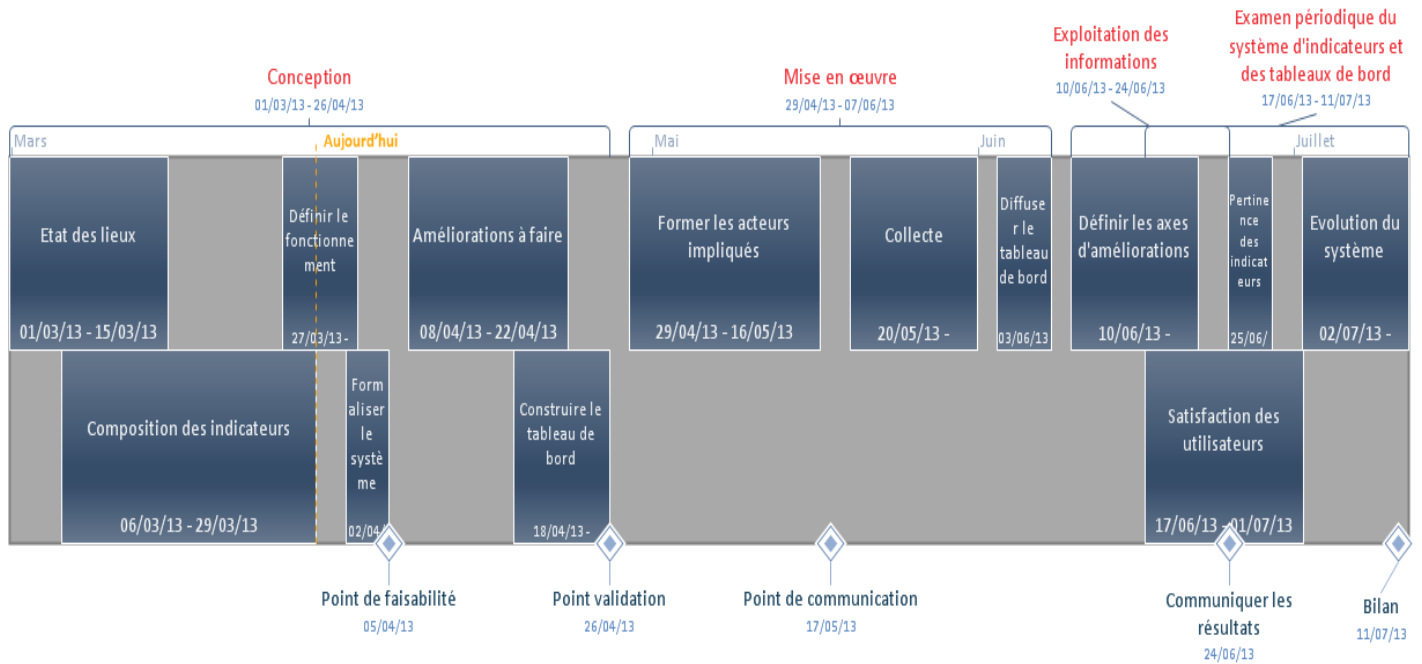 Examen périodique du
système d'indicateurs et
des tableaux de bord
17/06/13 - 11/07/13
Exploitation des
informations
10/06/13 - 24/06/13
Conception
01/03/13 - 26/04/13
Mise en œuvre
29/04/13 - 07/06/13
Mars
Aujourd'hui
Mai
Juin
Juillet
Etat des lieux
01/03/13 - 15/03/13
Définir le
fonctionne
ment
27/03/13 -
Améliorations à faire
08/04/13 - 22/04/13
Former les acteurs
impliqués
29/04/13 - 16/05/13
Collecte
20/05/13 -
Diffuse
r le
tableau
de bord
03/06/13
Définir les axes
d'améliorations
10/06/13 -
Pertine
nce
des
indicat
eurs
25/06/
Evolution du
système
02/07/13 -
Composition des indicateurs
06/03/13 - 29/03/13
Form
aliser
le
systè
me
02/04/
Construire le
tableau de
bord
18/04/13 -
Satisfaction des
utilisateurs
17/06/13 - 01/07/13
Point de faisabilité
05/04/13
Point validation
26/04/13
Point de communication
17/05/13
Communiquer les
résultats
24/06/13
Bilan
11/07/13